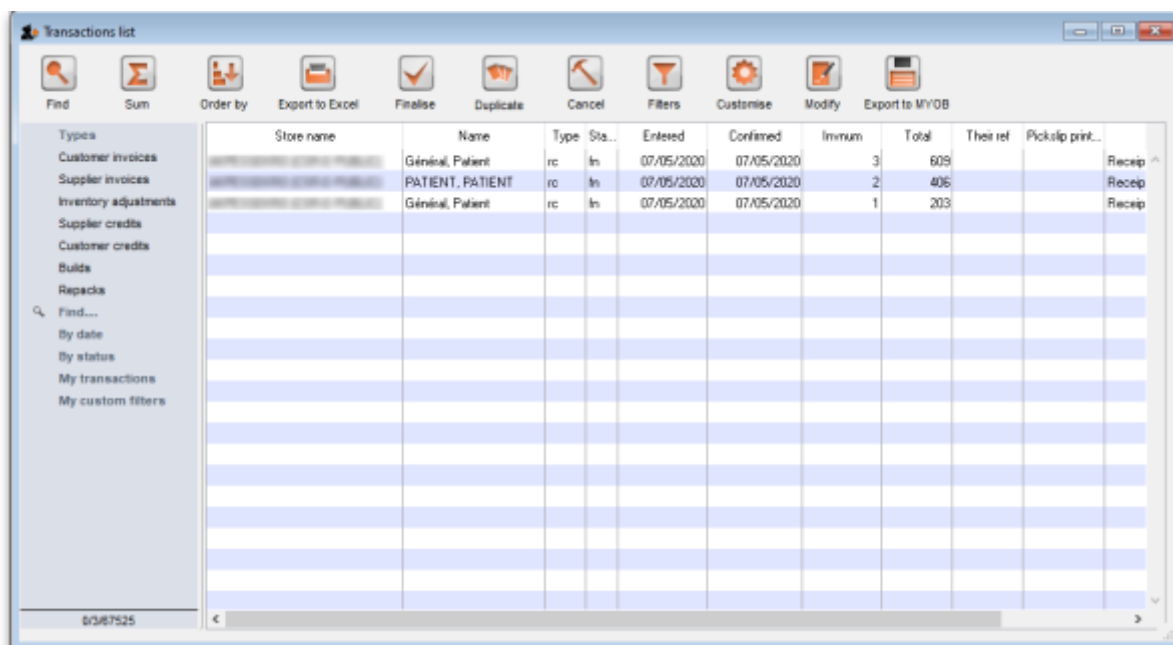 Transactions list
Find Sum Order by Export to Excel Finalise Duplicate Cancel Filters Customise Modify Export to MYOB
Types
Customer invoices
Supplier invoices
Inventory adjustments
Supplier credits
Customer credits
Builds
Repacks
Find....
By date
By status
My transactions
My custom filters
0/3/67525
Store name Name Type Sta... Entered Confirmed Invnum Total Their ref Pickslip print...
Général, Patient rc fn 07/05/2020 07/05/2020 3 609 Receip
PATIENT, PATIENT rc fn 07/05/2020 07/05/2020 2 406 Receip
Général, Patient rc fn 07/05/2020 07/05/2020 1 203 Receip